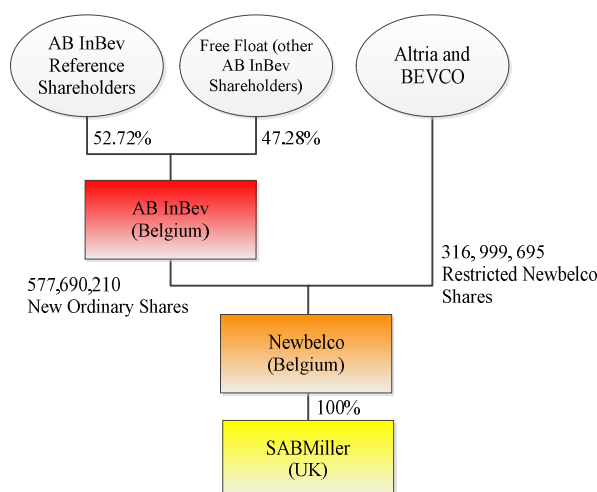 AB InBev
Reference
Shareholders
Free Float (other
AB InBev
Shareholders)
Altria and
BEVCO
52.72%
47.28%
AB InBev
(Belgium)
577,690,210
New Ordinary Shares
316, 999, 695
Restricted Newbelco
Shares
Newbelco
(Belgium)
100%
SABMiller
(UK)